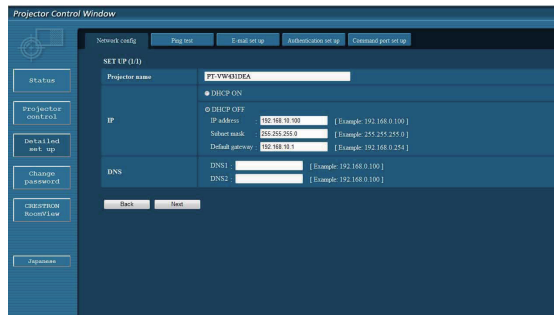 Projector Control Window
Network config
Ping test
E-mail set up
Authentication set up
Command port set up
Status
Projector control
Detailed set up
Change password
CRESTRON RoomView
Japanese
SET UP (1/1)
Projector name
PT-VW431DEA
IP
DHCP ON
DHCP OFF
IP address : 192.168.10.100 [ Example: 192.168.0.100 ]
Subnet mask : 255.255.255.0 [ Example: 255.255.255.0 ]
Default gateway : 192.168.10.1 [ Example: 192.168.0.254 ]
DNS
DNS1 : [ Example: 192.168.0.100 ]
DNS2 : [ Example: 192.168.0.100 ]
Back
Next